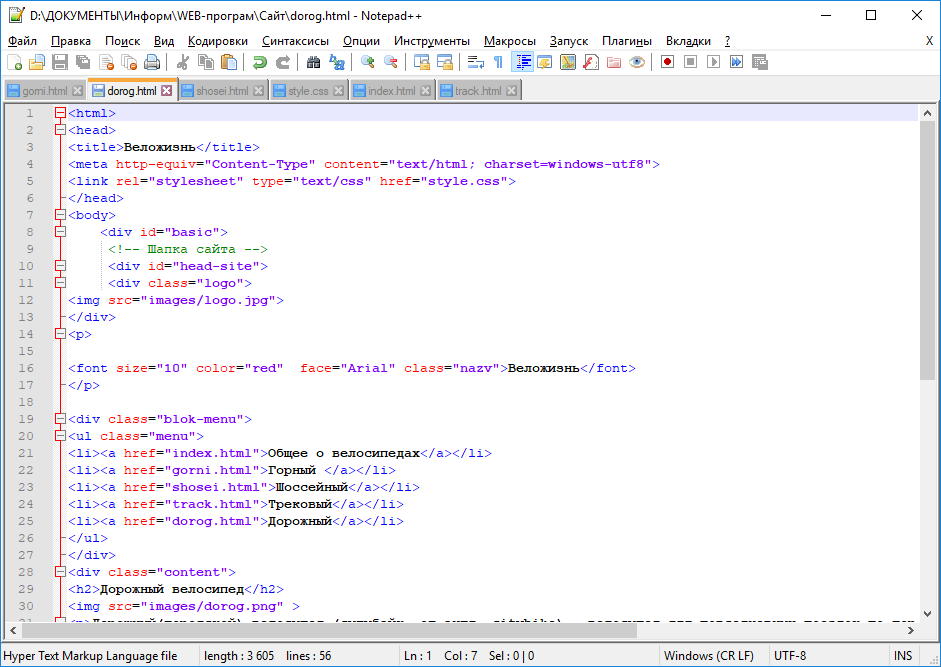 D:\ДОКУМЕНТЫ\Информ\WEB-програм\Сайт\dorog.html - Notepad++
Файл Правка Поиск Вид Кодировки Синтаксисы Опции Инструменты Макросы Запуск Плагины Вкладки ? X
gorni.html dorog.html shosei.html style.css index.html track.html
1 <html>
2 <head>
3 <title>Веложизнь</title>
4 <meta http-equiv="Content-Type" content="text/html; charset=windows-utf8">
5 <link rel="stylesheet" type="text/css" href="style.css">
6 </head>
7 <body>
8 <div id="basic">
9 <!-- Шапка сайта -->
10 <div id="head-site">
11 <div class="logo">
12 <img src="images/logo.jpg">
13 </div>
14 <p>
15
16 <font size="10" color="red"  face="Arial" class="nazv">Веложизнь</font>
17 </p>
18
19 <div class="blok-menu">
20 <ul class="menu">
21 <li><a href="index.html">Общее о велосипедах</a></li>
22 <li><a href="gorni.html">Горный </a></li>
23 <li><a href="shosei.html">Шоссейный</a></li>
24 <li><a href="track.html">Трековый</a></li>
25 <li><a href="dorog.html">Дорожный</a></li>
26 </ul>
27 </div>
28 <div class="content">
29 <h2>Дорожный велосипед</h2>
30 <img src="images/dorog.png" >
Hyper Text Markup Language file length : 3 605 lines : 56 Ln : 1 Col : 7 Sel : 0 | 0 Windows (CR LF) UTF-8 INS